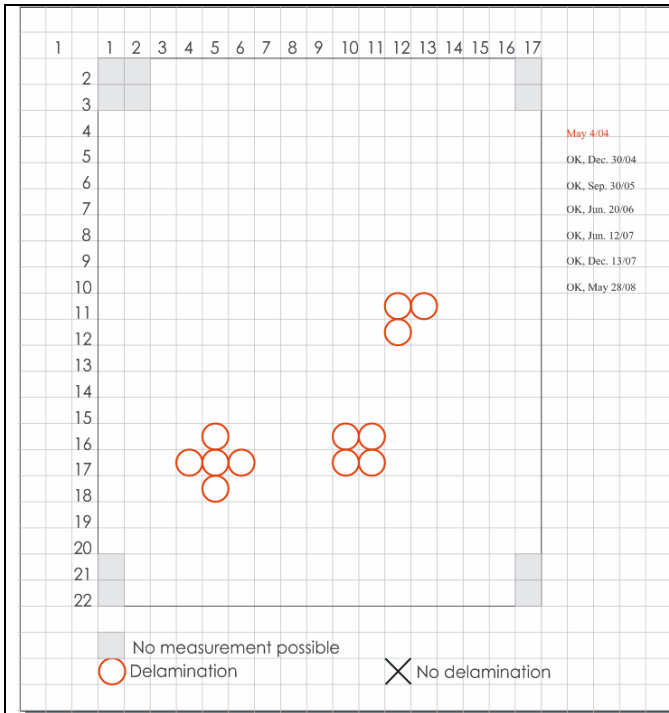 1 1 2 3 4 5 6 7 8 9 10 11 12 13 14 15 16 17
2
3
4 May 4/04
5 OK, Dec. 30/04
6 OK, Sep. 30/05
7 OK, Jun. 20/06
8 OK, Jun. 12/07
9 OK, Dec. 13/07
10 OK, May 28/08
11
12
13
14
15
16
17
18
19
20
21
22
No measurement possible
Delamination No delamination